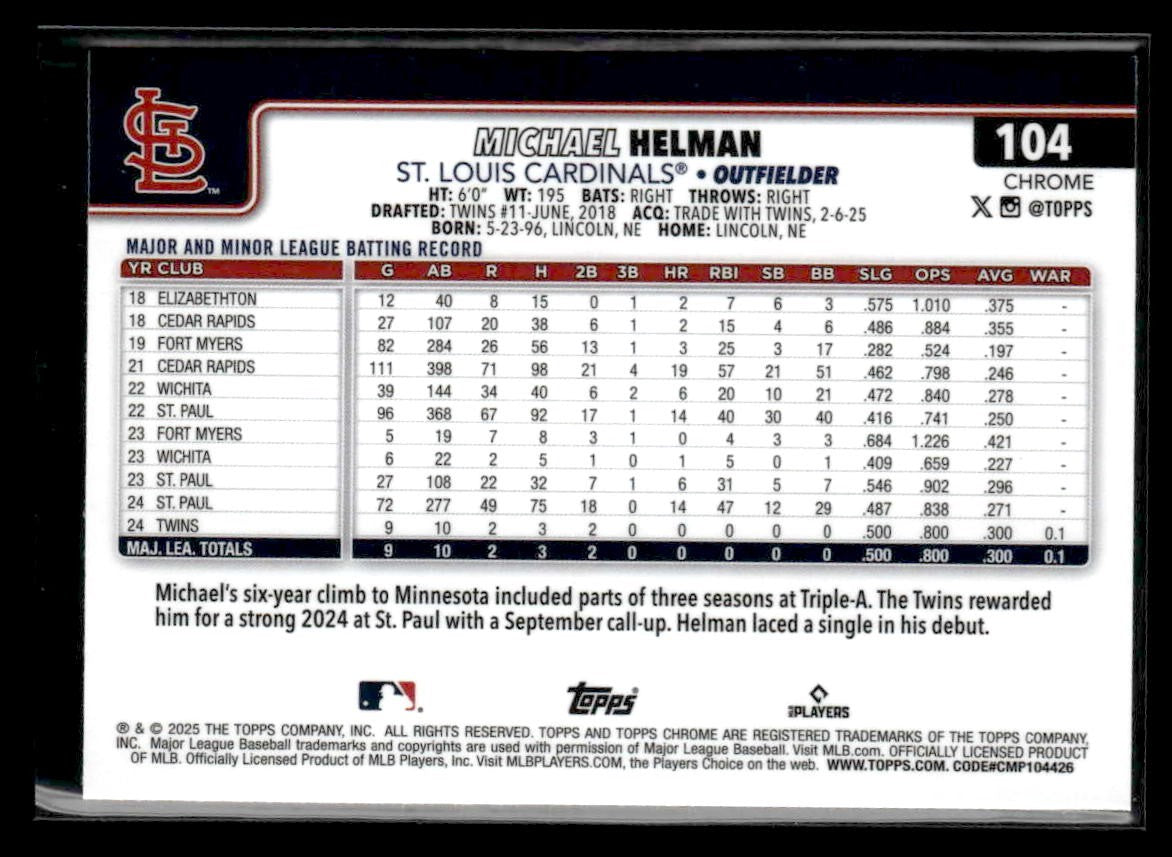 STL ™
MICHAEL HELMAN
104
ST. LOUIS CARDINALS® • OUTFIELDER
CHROME
HT: 6'0" WT: 195 BATS: RIGHT THROWS: RIGHT
X @TOPPS
DRAFTED: TWINS #11-JUNE, 2018 ACQ: TRADE WITH TWINS, 2-6-25
BORN: 5-23-96, LINCOLN, NE HOME: LINCOLN, NE
MAJOR AND MINOR LEAGUE BATTING RECORD
YR CLUB G AB R H 2B 3B HR RBI SB BB SLG OPS AVG WAR
18 ELIZABETHTON 12 40 8 15 0 1 2 7 6 3 .575 1.010 .375 -
18 CEDAR RAPIDS 27 107 20 38 6 1 2 15 4 6 .486 .884 .355 -
19 FORT MYERS 82 284 26 56 13 1 3 25 3 17 .282 .524 .197 -
21 CEDAR RAPIDS 111 398 71 98 21 4 19 57 21 51 .462 .798 .246 -
22 WICHITA 39 144 34 40 6 2 6 20 10 21 .472 .840 .278 -
22 ST. PAUL 96 368 67 92 17 1 14 40 30 40 .416 .741 .250 -
23 FORT MYERS 5 19 7 8 3 1 0 4 3 3 .684 1.226 .421 -
23 WICHITA 6 22 2 5 1 0 1 5 0 1 .409 .659 .227 -
23 ST. PAUL 27 108 22 32 7 1 6 31 5 7 .546 .902 .296 -
24 ST. PAUL 72 277 49 75 18 0 14 47 12 29 .487 .838 .271 -
24 TWINS 9 10 2 3 2 0 0 0 0 0 .500 .800 .300 0.1
MAJ. LEA. TOTALS 9 10 2 3 2 0 0 0 0 0 .500 .800 .300 0.1
Michael's six-year climb to Minnesota included parts of three seasons at Triple-A. The Twins rewarded
him for a strong 2024 at St. Paul with a September call-up. Helman laced a single in his debut.
Topps® MLB PLAYERS
® & © 2025 THE TOPPS COMPANY, INC. ALL RIGHTS RESERVED. TOPPS AND TOPPS CHROME ARE REGISTERED TRADEMARKS OF THE TOPPS COMPANY,
INC. Major League Baseball trademarks and copyrights are used with permission of Major League Baseball. Visit MLB.com. OFFICIALLY LICENSED PRODUCT
OF MLB. Officially Licensed Product of MLB Players, Inc. Visit MLBPLAYERS.COM, the Players Choice on the web. WWW.TOPPS.COM. CODE#CMP104426